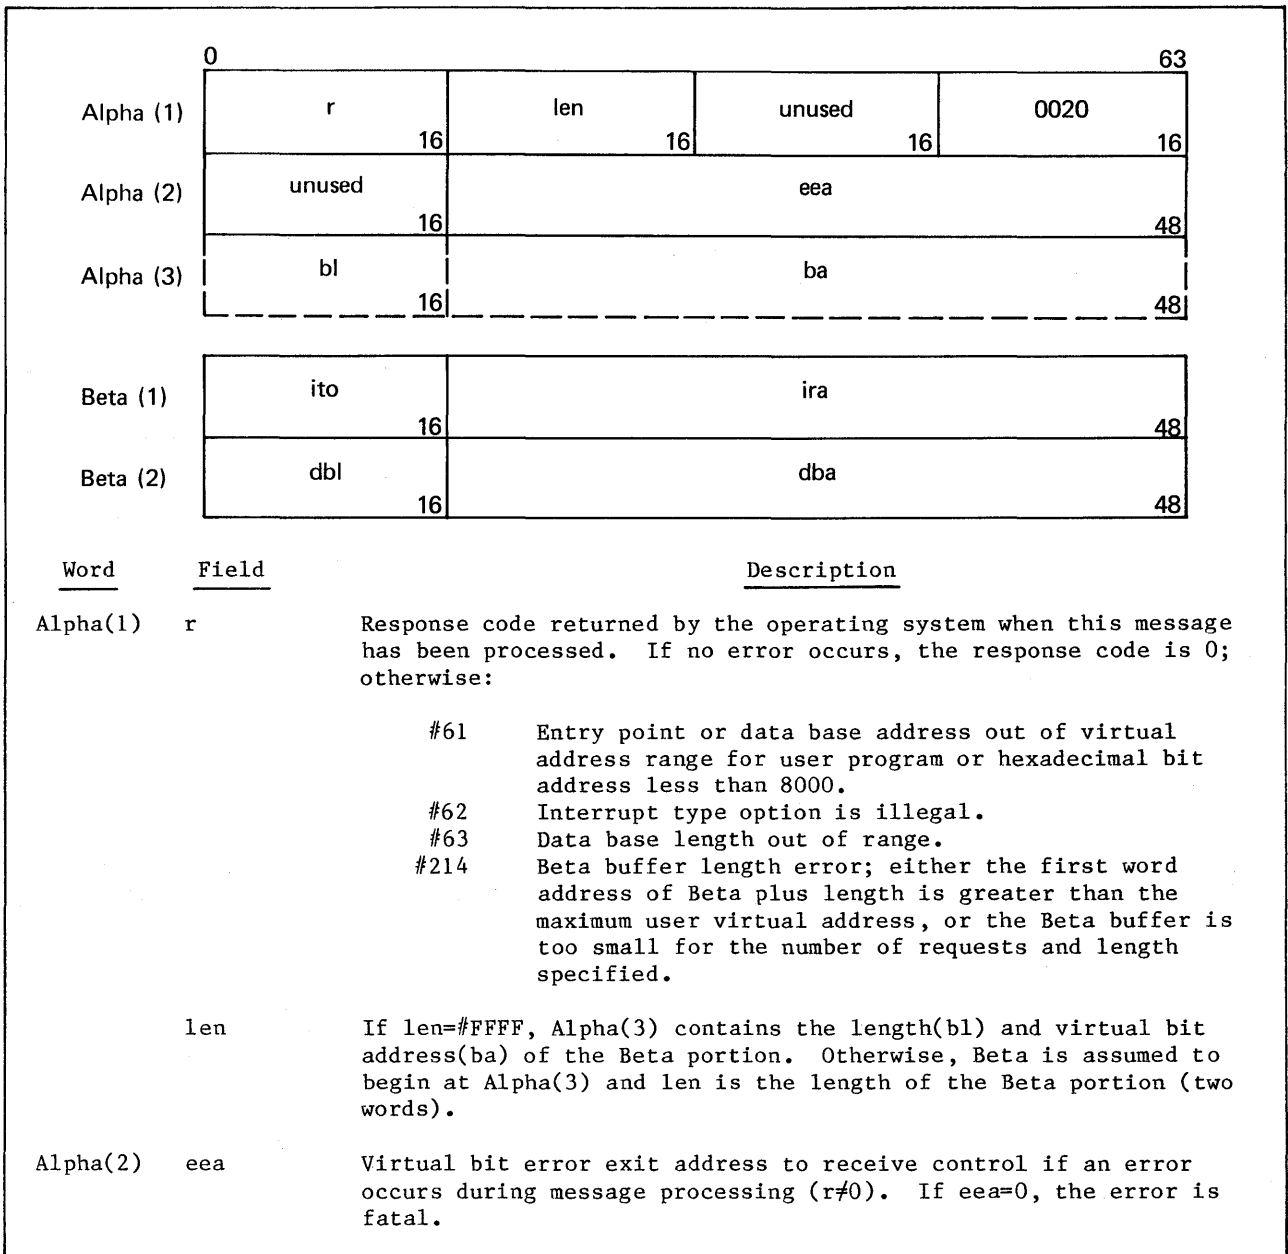 0 63
Alpha (1) r 16 len 16 unused 16 0020 16
Alpha (2) unused 16 eea 48
Alpha (3) bl 16 ba 48
Beta (1) ito 16 ira 48
Beta (2) dbl 16 dba 48
Word Field Description
Alpha(1) r Response code returned by the operating system when this message
has been processed. If no error occurs, the response code is 0;
otherwise:
#61 Entry point or data base address out of virtual
address range for user program or hexadecimal bit
address less than 8000.
#62 Interrupt type option is illegal.
#63 Data base length out of range.
#214 Beta buffer length error; either the first word
address of Beta plus length is greater than the
maximum user virtual address, or the Beta buffer is
too small for the number of requests and length
specified.
len If len=#FFFF, Alpha(3) contains the length(bl) and virtual bit
address(ba) of the Beta portion. Otherwise, Beta is assumed to
begin at Alpha(3) and len is the length of the Beta portion (two
words).
Alpha(2) eea Virtual bit error exit address to receive control if an error
occurs during message processing (r≠0). If eea=0, the error is
fatal.